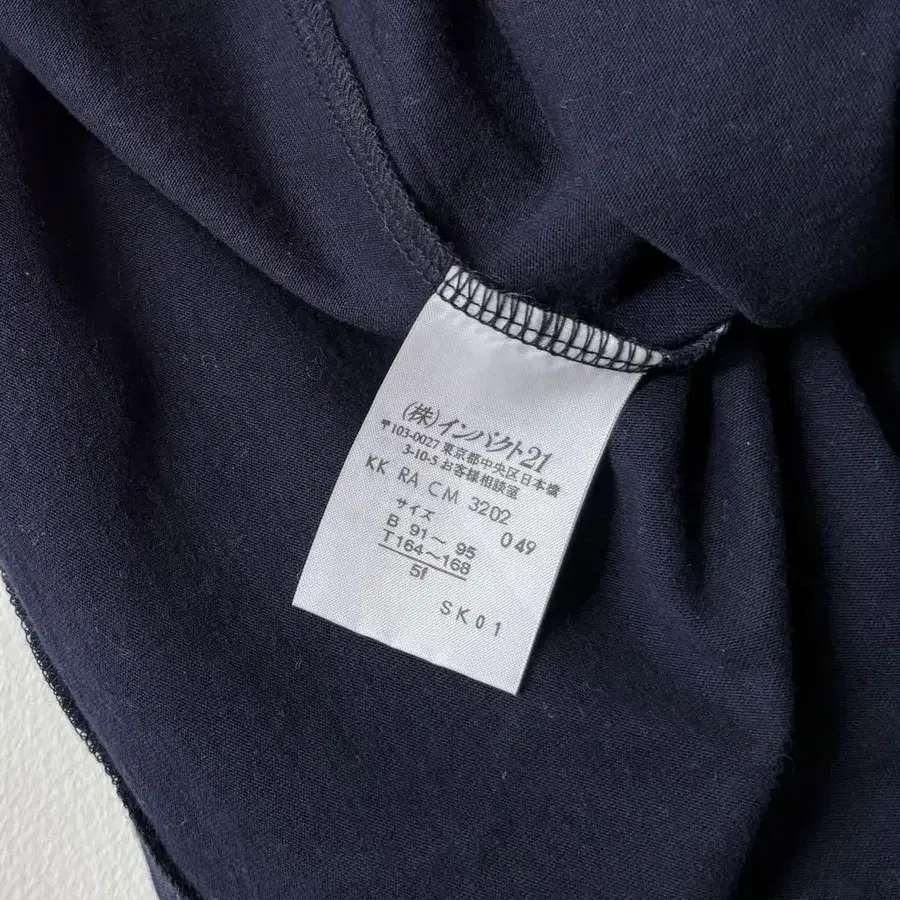 (株)インパクト21
〒103-0027 東京都中央区日本橋
3-10-5 お客様相談室
KK RA CM 3202
049
サイズ
B 91～ 95
T164～168
5f
SK01